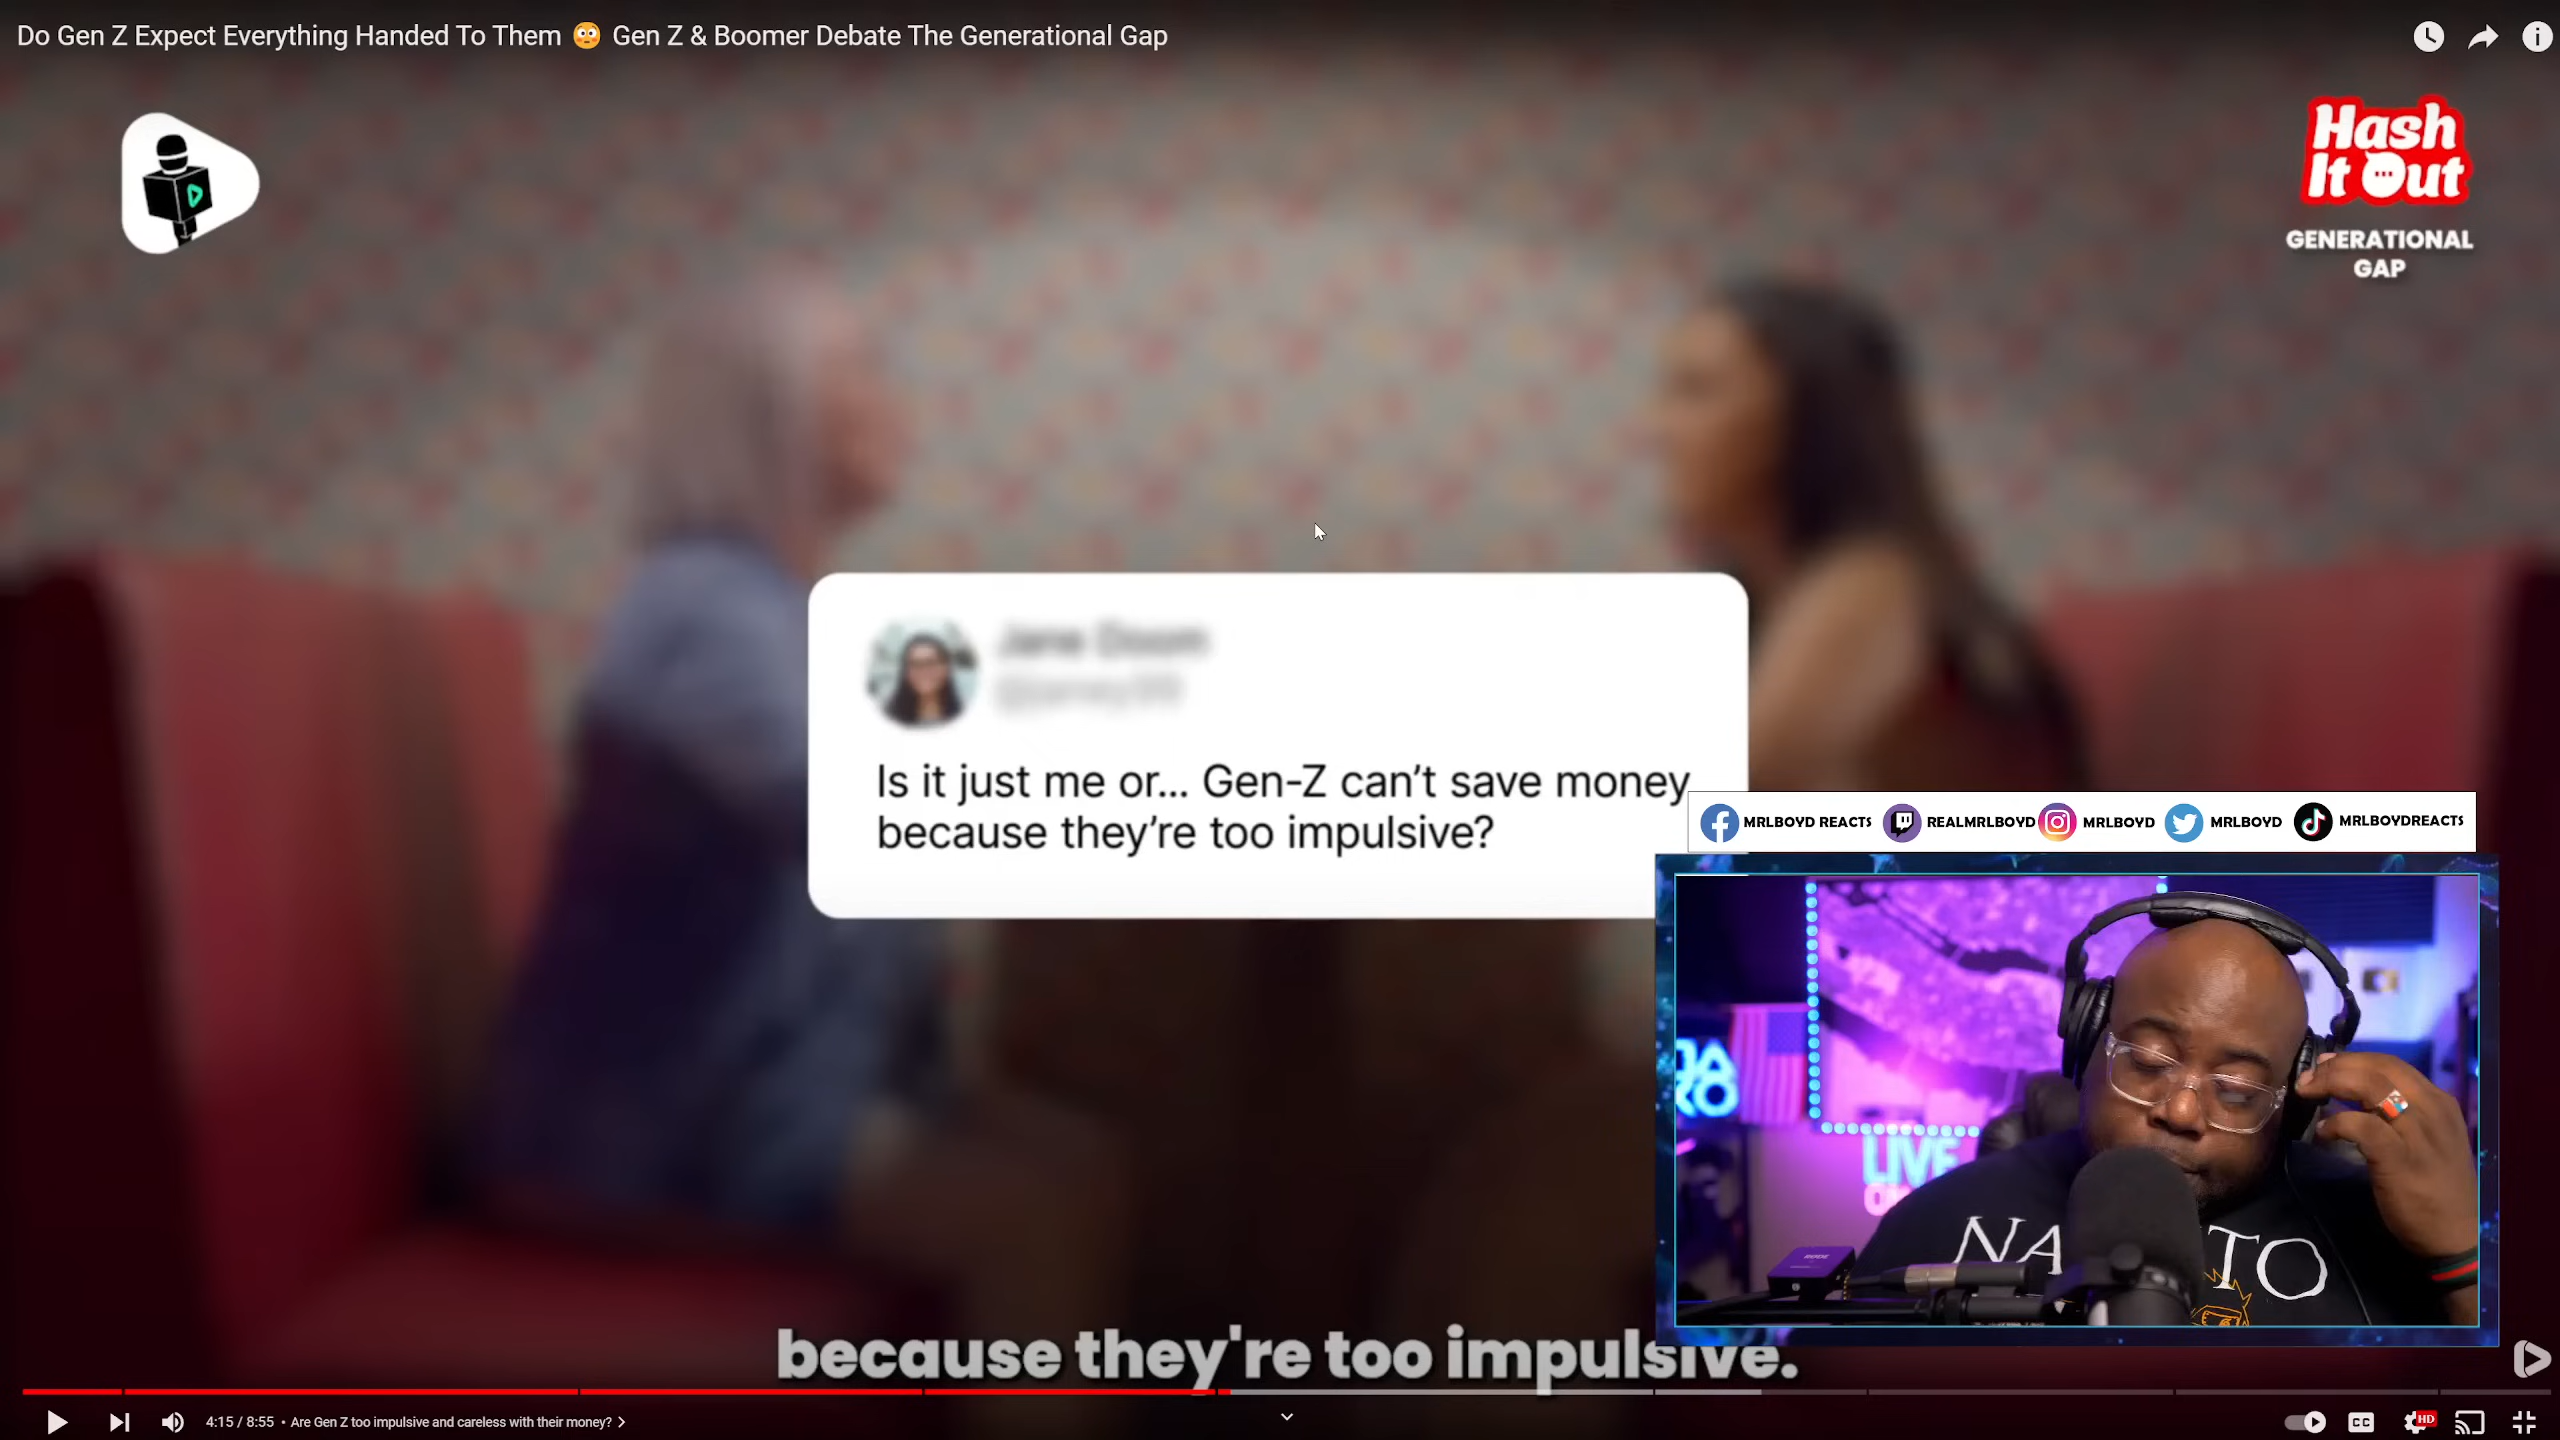 Do Gen Z Expect Everything Handed To Them 😳 Gen Z & Boomer Debate The Generational Gap
Hash
It Out
GENERATIONAL
GAP
Is it just me or... Gen-Z can’t save money
because they’re too impulsive?
MRLBOYD REACTS REALMRLBOYD MRLBOYD MRLBOYD MRLBOYDREACTS
LIVE
NA TO
because they're too impulsive.
4:15 / 8:55 • Are Gen Z too impulsive and careless with their money? >
CC
HD